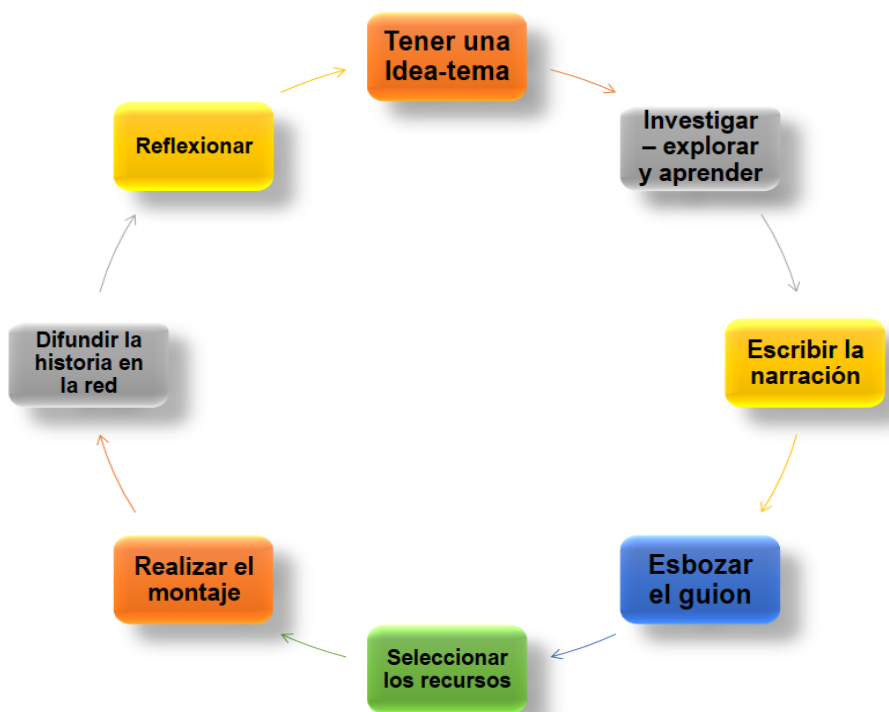 Tener una
Idea-tema
Investigar
– explorar
y aprender
Escribir la
narración
Esbozar
el guion
Seleccionar
los recursos
Realizar el
montaje
Difundir la
historia en
la red
Reflexionar